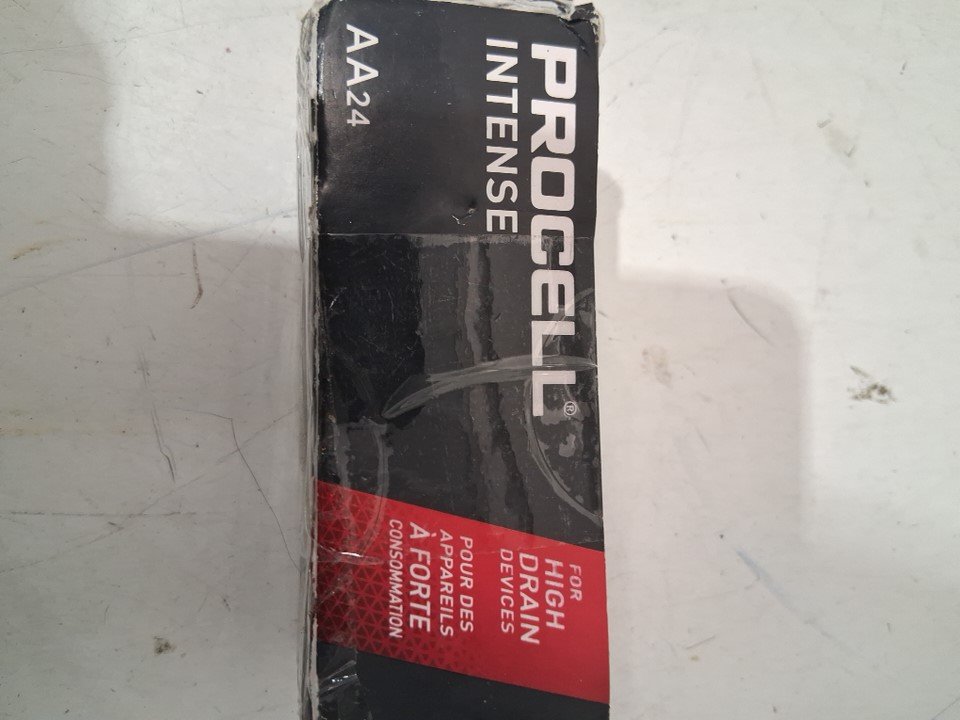 PROCELL®
INTENSE
AA24
FOR
HIGH
DRAIN
DEVICES
POUR DES
APPAREILS
À FORTE
CONSOMMATION